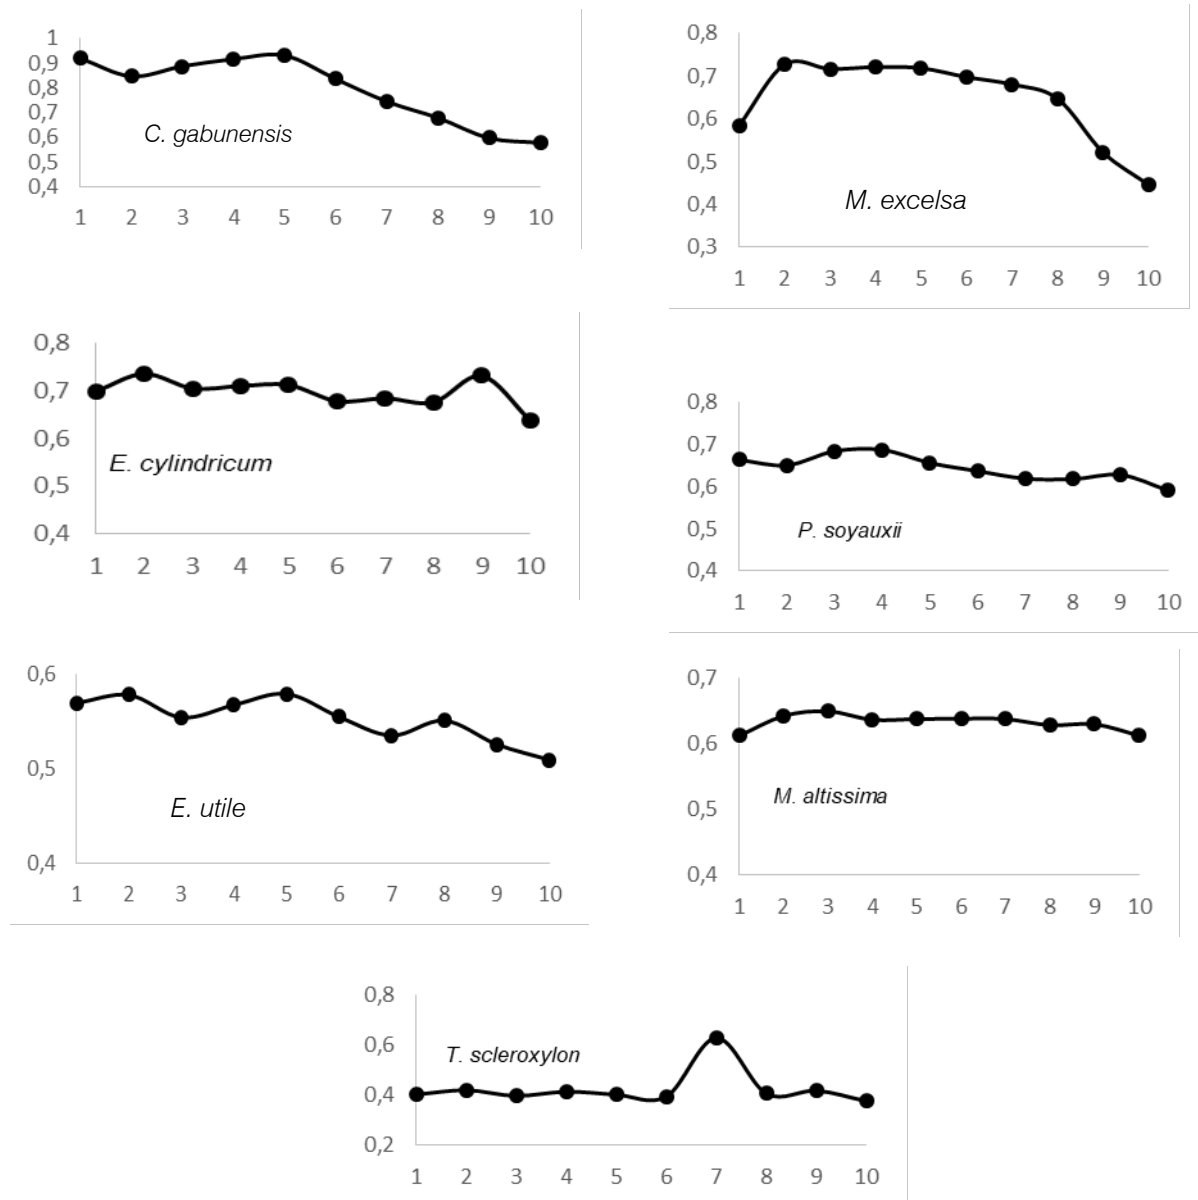 1
0,9
0,8
0,7
0,6
0,5
0,4
C. gabunensis
1 2 3 4 5 6 7 8 9 10
0,8
0,7
0,6
0,5
0,4
0,3
M. excelsa
1 2 3 4 5 6 7 8 9 10
0,8
0,7
0,6
0,5
0,4
E. cylindricum
1 2 3 4 5 6 7 8 9 10
0,8
0,7
0,6
0,5
0,4
P. soyauxii
1 2 3 4 5 6 7 8 9 10
0,6
0,5
0,4
E. utile
1 2 3 4 5 6 7 8 9 10
0,7
0,6
0,5
0,4
M. altissima
1 2 3 4 5 6 7 8 9 10
0,8
0,6
0,4
0,2
T. scleroxylon
1 2 3 4 5 6 7 8 9 10